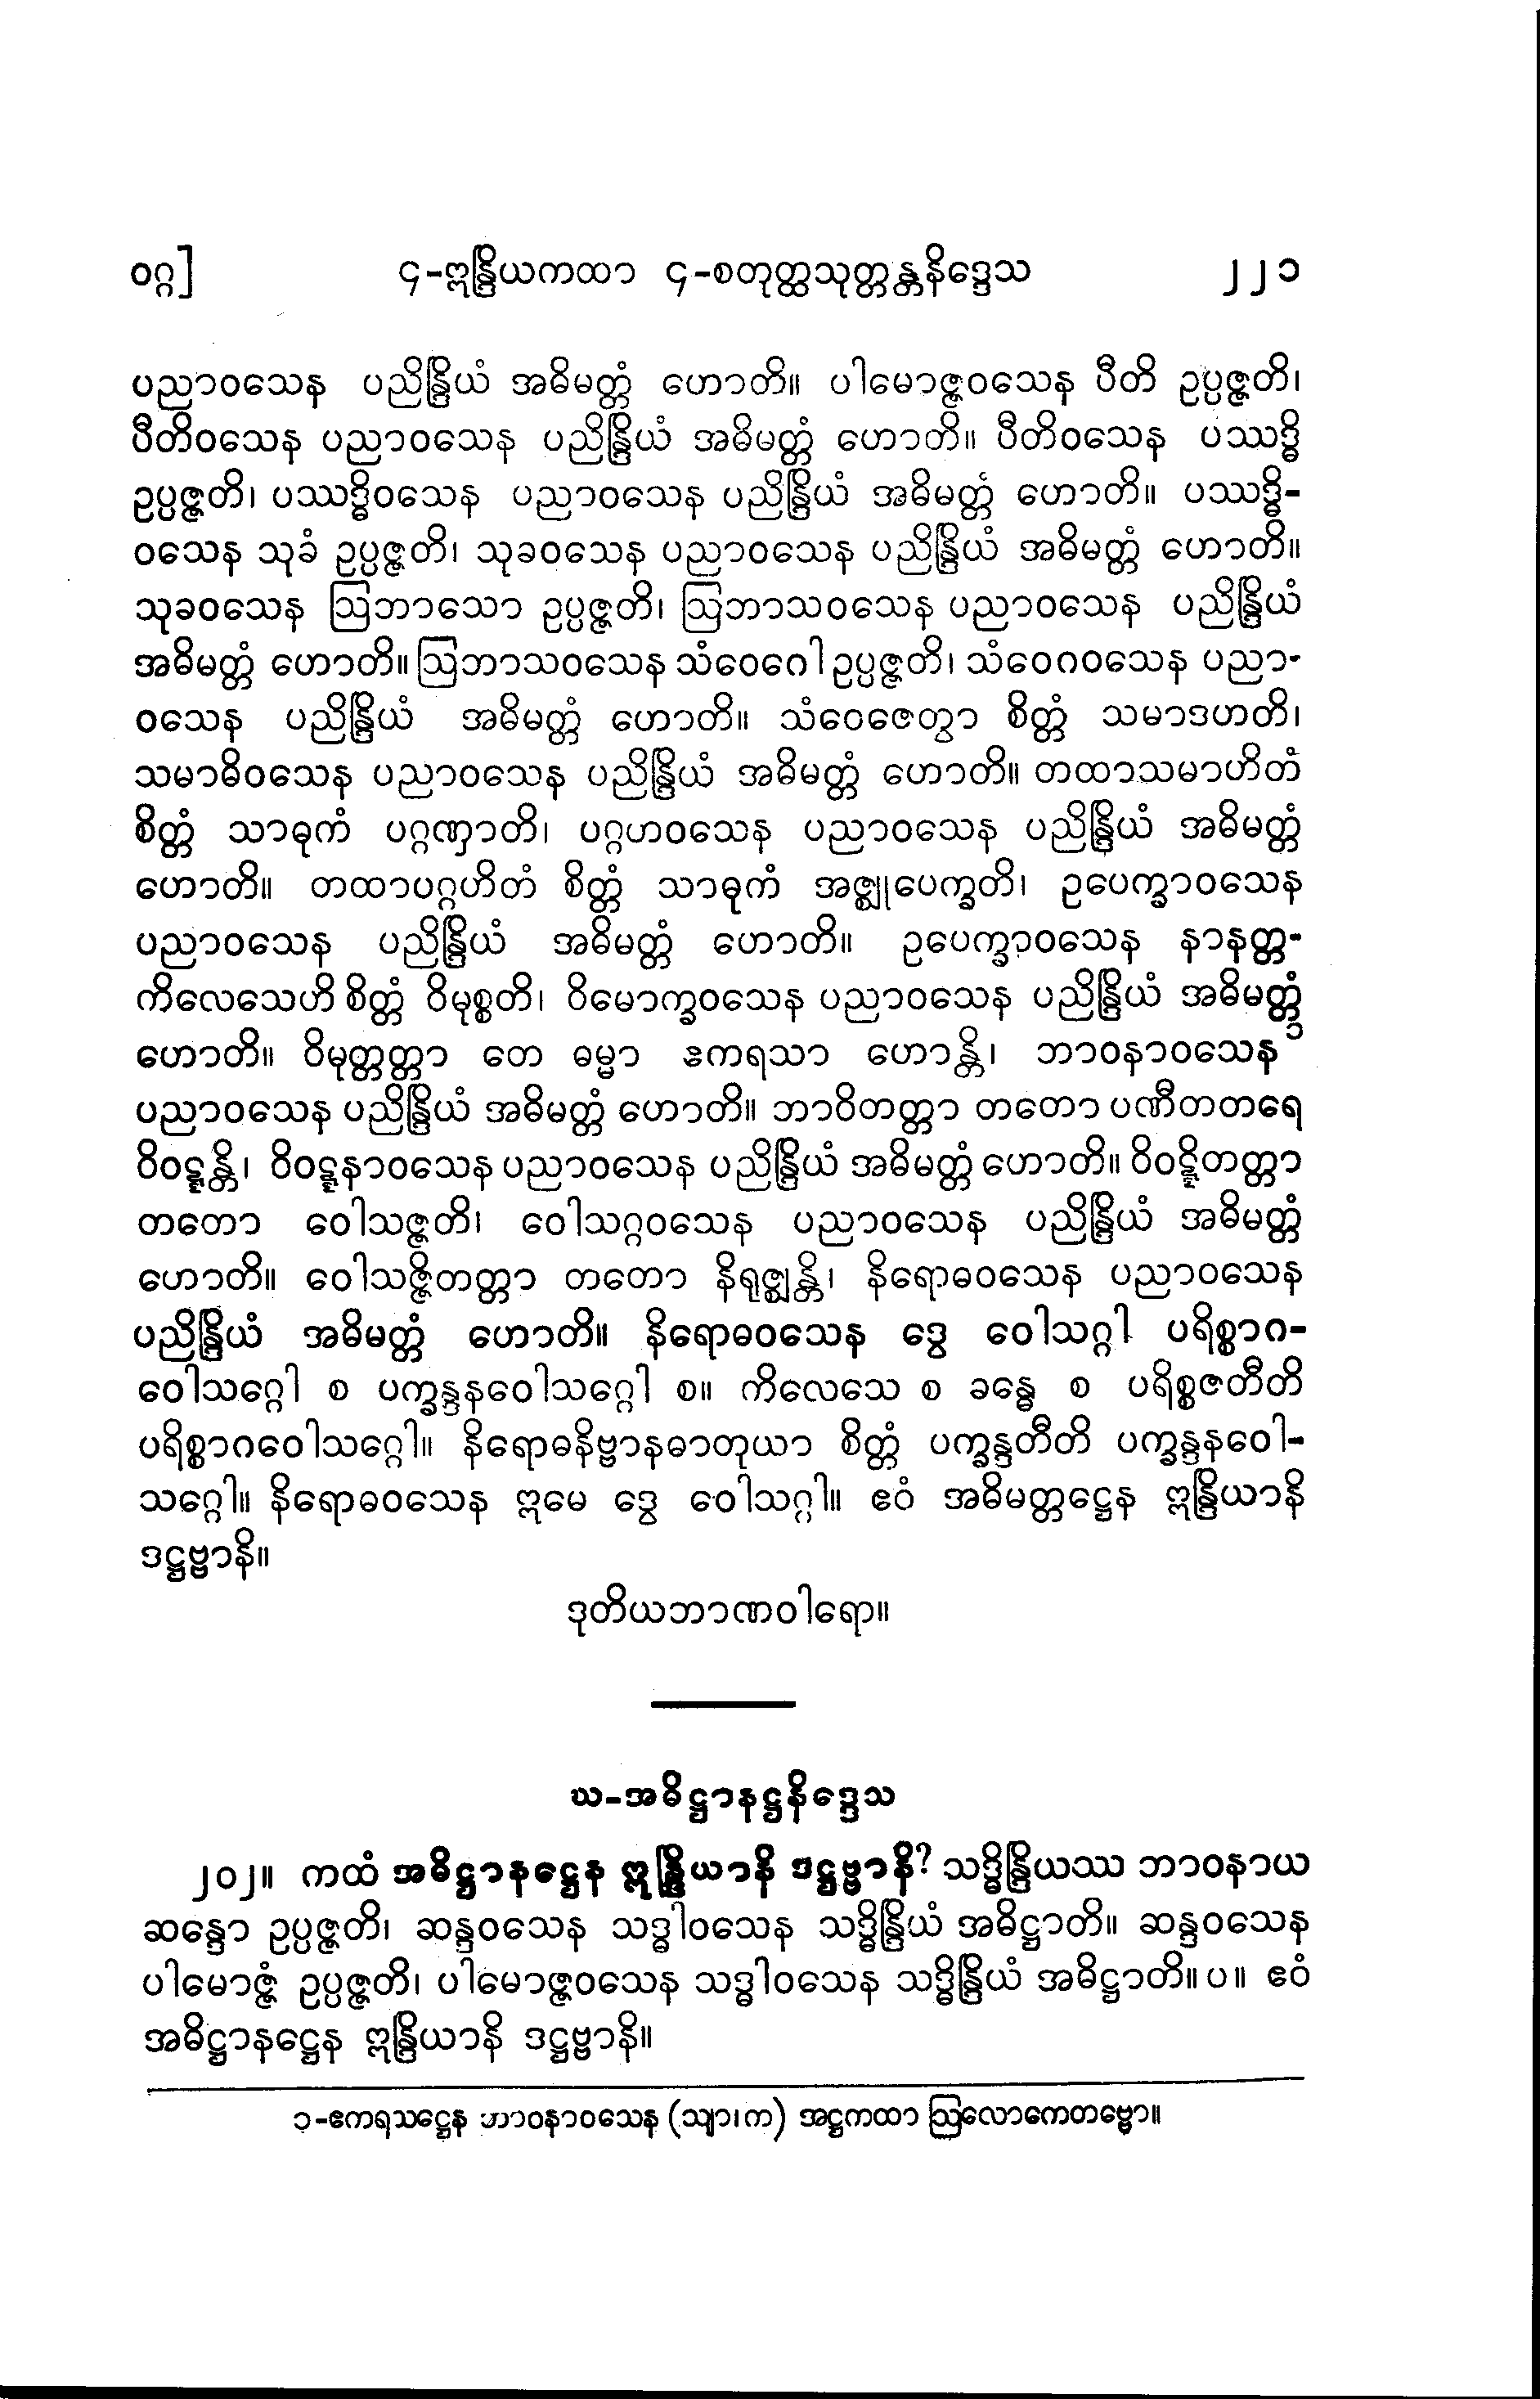 ဝဂ္ဂ] ၄-ဣန္ဒြိယကထာ ၄-စတုတ္ထသုတ္တန္တနိဒ္ဒေသ ၂၂၁
ပညာဝသေန ပညိန္ဒြိယံ အဓိမတ္တံ ဟောတိ။ ပါမောဇ္ဇဝသေန ပီတိ ဥပ္ပဇ္ဇတိ၊
ပီတိဝသေန ပညာဝသေန ပညိန္ဒြိယံ အဓိမတ္တံ ဟောတိ။ ပီတိဝသေန ပဿဒ္ဓိ
ဥပ္ပဇ္ဇတိ၊ ပဿဒ္ဓိဝသေန ပညာဝသေန ပညိန္ဒြိယံ အဓိမတ္တံ ဟောတိ။ ပဿဒ္ဓိ-
ဝသေန သုခံ ဥပ္ပဇ္ဇတိ၊ သုခဝသေန ပညာဝသေန ပညိန္ဒြိယံ အဓိမတ္တံ ဟောတိ။
သုခဝသေန ဩဘာသော ဥပ္ပဇ္ဇတိ၊ ဩဘာသဝသေန ပညာဝသေန ပညိန္ဒြိယံ
အဓိမတ္တံ ဟောတိ။ ဩဘာသဝသေန သံဝေဂေါ ဥပ္ပဇ္ဇတိ၊ သံဝေဂဝသေန ပညာ-
ဝသေန ပညိန္ဒြိယံ အဓိမတ္တံ ဟောတိ။ သံဝေဇေတွာ စိတ္တံ သမာဒဟတိ၊
သမာဓိဝသေန ပညာဝသေန ပညိန္ဒြိယံ အဓိမတ္တံ ဟောတိ။ တထာသမာဟိတံ
စိတ္တံ သာဓုကံ ပဂ္ဂဏှာတိ၊ ပဂ္ဂဟဝသေန ပညာဝသေန ပညိန္ဒြိယံ အဓိမတ္တံ
ဟောတိ။ တထာပဂ္ဂဟိတံ စိတ္တံ သာဓုကံ အဇ္ဈုပေက္ခတိ၊ ဥပေက္ခာဝသေန
ပညာဝသေန ပညိန္ဒြိယံ အဓိမတ္တံ ဟောတိ။ ဥပေက္ခာဝသေန နာနတ္တ-
ကိလေသေဟိ စိတ္တံ ဝိမုစ္စတိ၊ ဝိမောက္ခဝသေန ပညာဝသေန ပညိန္ဒြိယံ အဓိမတ္တံ
ဟောတိ။ ဝိမုတ္တတ္တာ တေ ဓမ္မာ ဧကရသာ ဟောန္တိ၊ ဘာဝနာဝသေန၁
ပညာဝသေန ပညိန္ဒြိယံ အဓိမတ္တံ ဟောတိ။ ဘာဝိတတ္တာ တတော ပဏီတတရေ
ဝိဝဋ္ဋန္တိ၊ ဝိဝဋ္ဋနာဝသေန ပညာဝသေန ပညိန္ဒြိယံ အဓိမတ္တံ ဟောတိ။ ဝိဝဋ္ဋိတတ္တာ
တတော ဝေါသဇ္ဇတိ၊ ဝေါသဂ္ဂဝသေန ပညာဝသေန ပညိန္ဒြိယံ အဓိမတ္တံ
ဟောတိ။ ဝေါသဇ္ဇိတတ္တာ တတော နိရုဇ္ဈန္တိ၊ နိရောဓဝသေန ပညာဝသေန
ပညိန္ဒြိယံ အဓိမတ္တံ ဟောတိ။ နိရောဓဝသေန ဒွေ ဝေါသဂ္ဂါ ပရိစ္စာဂ-
ဝေါသဂ္ဂေါ စ ပက္ခန္ဒနဝေါသဂ္ဂေါ စ။ ကိလေသေ စ ခန္ဓေ စ ပရိစ္စဇတီတိ
ပရိစ္စာဂဝေါသဂ္ဂေါ။ နိရောဓနိဗ္ဗာနဓာတုယာ စိတ္တံ ပက္ခန္ဒတီတိ ပက္ခန္ဒနဝေါ-
သဂ္ဂေါ။ နိရောဓဝသေန ဣမေ ဒွေ ဝေါသဂ္ဂါ။ ဧဝံ အဓိမတ္တဋ္ဌေန ဣန္ဒြိယာနိ
ဒဋ္ဌဗ္ဗာနိ။
ဒုတိယဘာဏဝါရော။
ဃ-အဓိဋ္ဌာနဋ္ဌနိဒ္ဒေသ
၂၀၂။ ကထံ အဓိဋ္ဌာနဋ္ဌေန ဣန္ဒြိယာနိ ဒဋ္ဌဗ္ဗာနိ? သဒ္ဓိန္ဒြိယဿ ဘာဝနာယ
ဆန္ဒော ဥပ္ပဇ္ဇတိ၊ ဆန္ဒဝသေန သဒ္ဓါဝသေန သဒ္ဓိန္ဒြိယံ အဓိဋ္ဌာတိ။ ဆန္ဒဝသေန
ပါမောဇ္ဇံ ဥပ္ပဇ္ဇတိ၊ ပါမောဇ္ဇဝသေန သဒ္ဓါဝသေန သဒ္ဓိန္ဒြိယံ အဓိဋ္ဌာတိ။ပ။ ဧဝံ
အဓိဋ္ဌာနဋ္ဌေန ဣန္ဒြိယာနိ ဒဋ္ဌဗ္ဗာနိ။
၁-ဧကရသဋ္ဌေန ဘာဝနာဝသေန (သျာ၊က) အဋ္ဌကထာ ဩလောကေတဗ္ဗော။